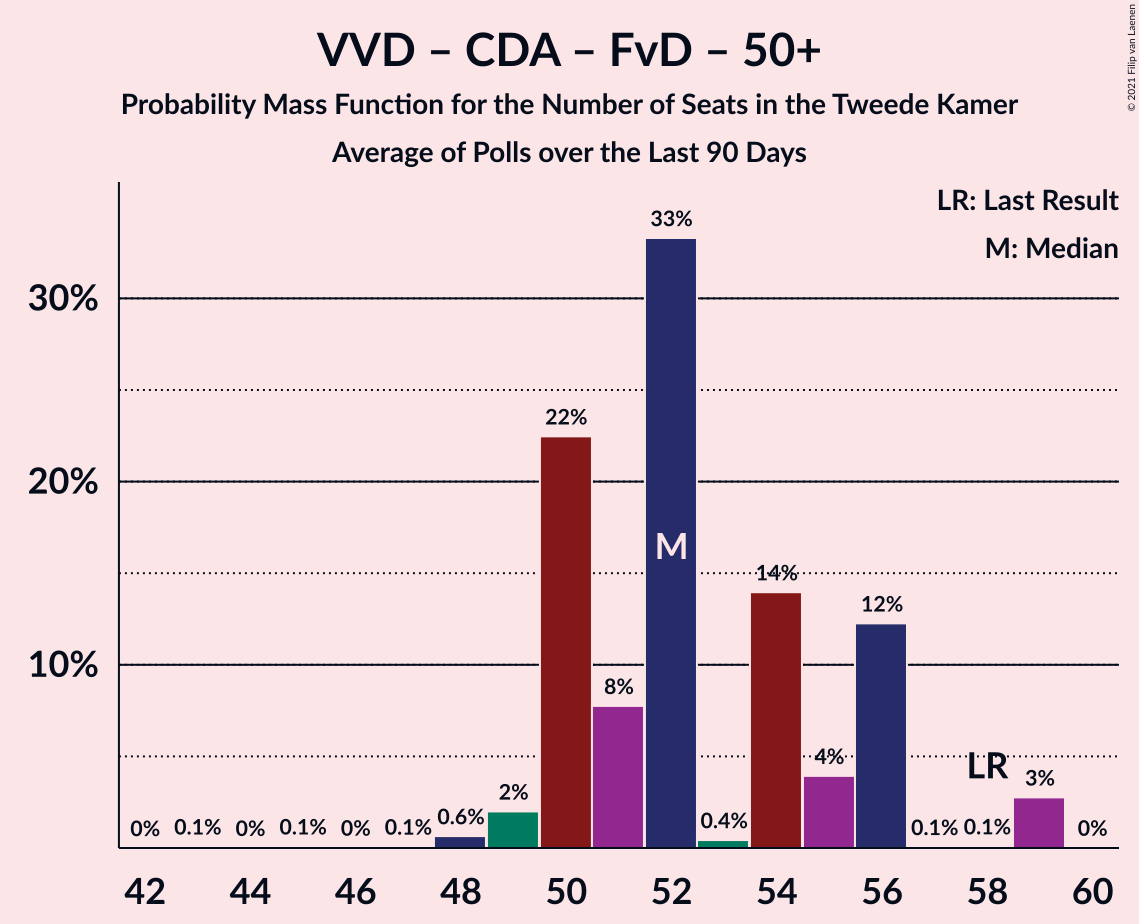 VVD – CDA – FvD – 50+
Probability Mass Function for the Number of Seats in the Tweede Kamer
Average of Polls over the Last 90 Days
© 2021 Filip van Laenen
LR: Last Result
M: Median
33%
30%
22%
20%
M
14%
12%
10%
8%
LR
4%
3%
2%
0% 0.1% 0% 0.1% 0% 0.1% 0.6% 0.4% 0.1% 0.1% 0%
42 44 46 48 50 52 54 56 58 60